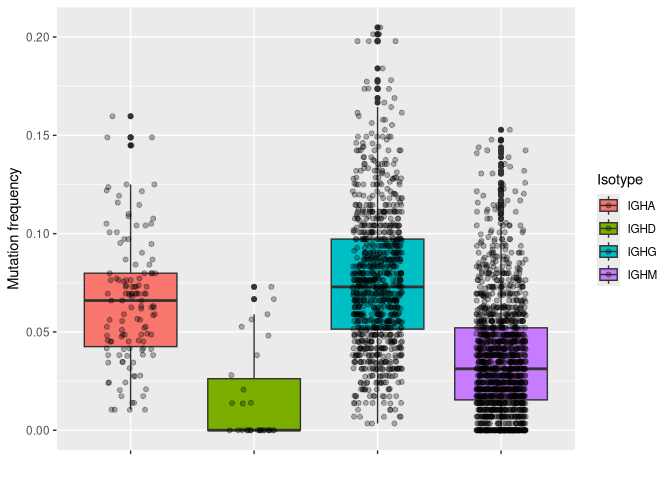 0.20
0.15
0.10
0.05
0.00
Mutation frequency
Isotype
IGHA
IGHD
IGHG
IGHM